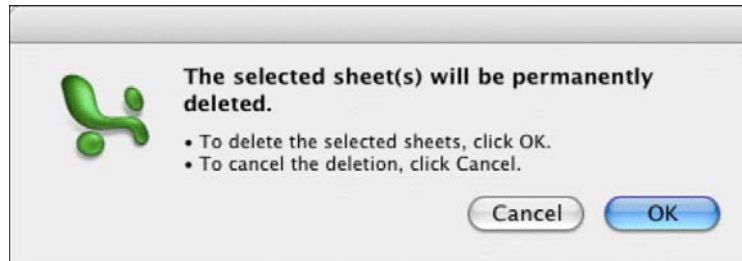 The selected sheet(s) will be permanently
deleted.
• To delete the selected sheets, click OK.
• To cancel the deletion, click Cancel.
Cancel OK